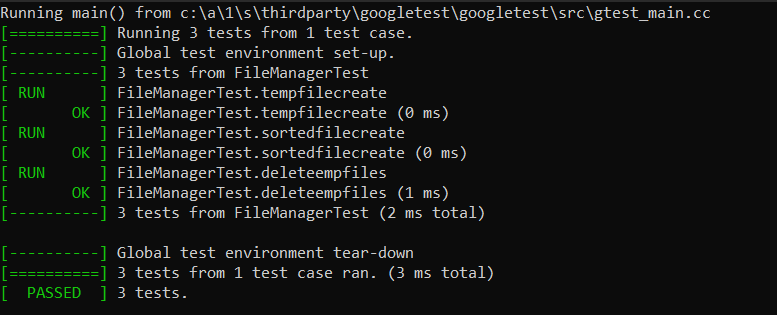 Running main() from c:\a\1\s\thirdparty\googletest\googletest\src\gtest_main.cc
[==========] Running 3 tests from 1 test case.
[----------] Global test environment set-up.
[----------] 3 tests from FileManagerTest
[ RUN      ] FileManagerTest.tempfilecreate
[       OK ] FileManagerTest.tempfilecreate (0 ms)
[ RUN      ] FileManagerTest.sortedfilecreate
[       OK ] FileManagerTest.sortedfilecreate (0 ms)
[ RUN      ] FileManagerTest.deleteempfiles
[       OK ] FileManagerTest.deleteempfiles (1 ms)
[----------] 3 tests from FileManagerTest (2 ms total)

[----------] Global test environment tear-down
[==========] 3 tests from 1 test case ran. (3 ms total)
[  PASSED  ] 3 tests.